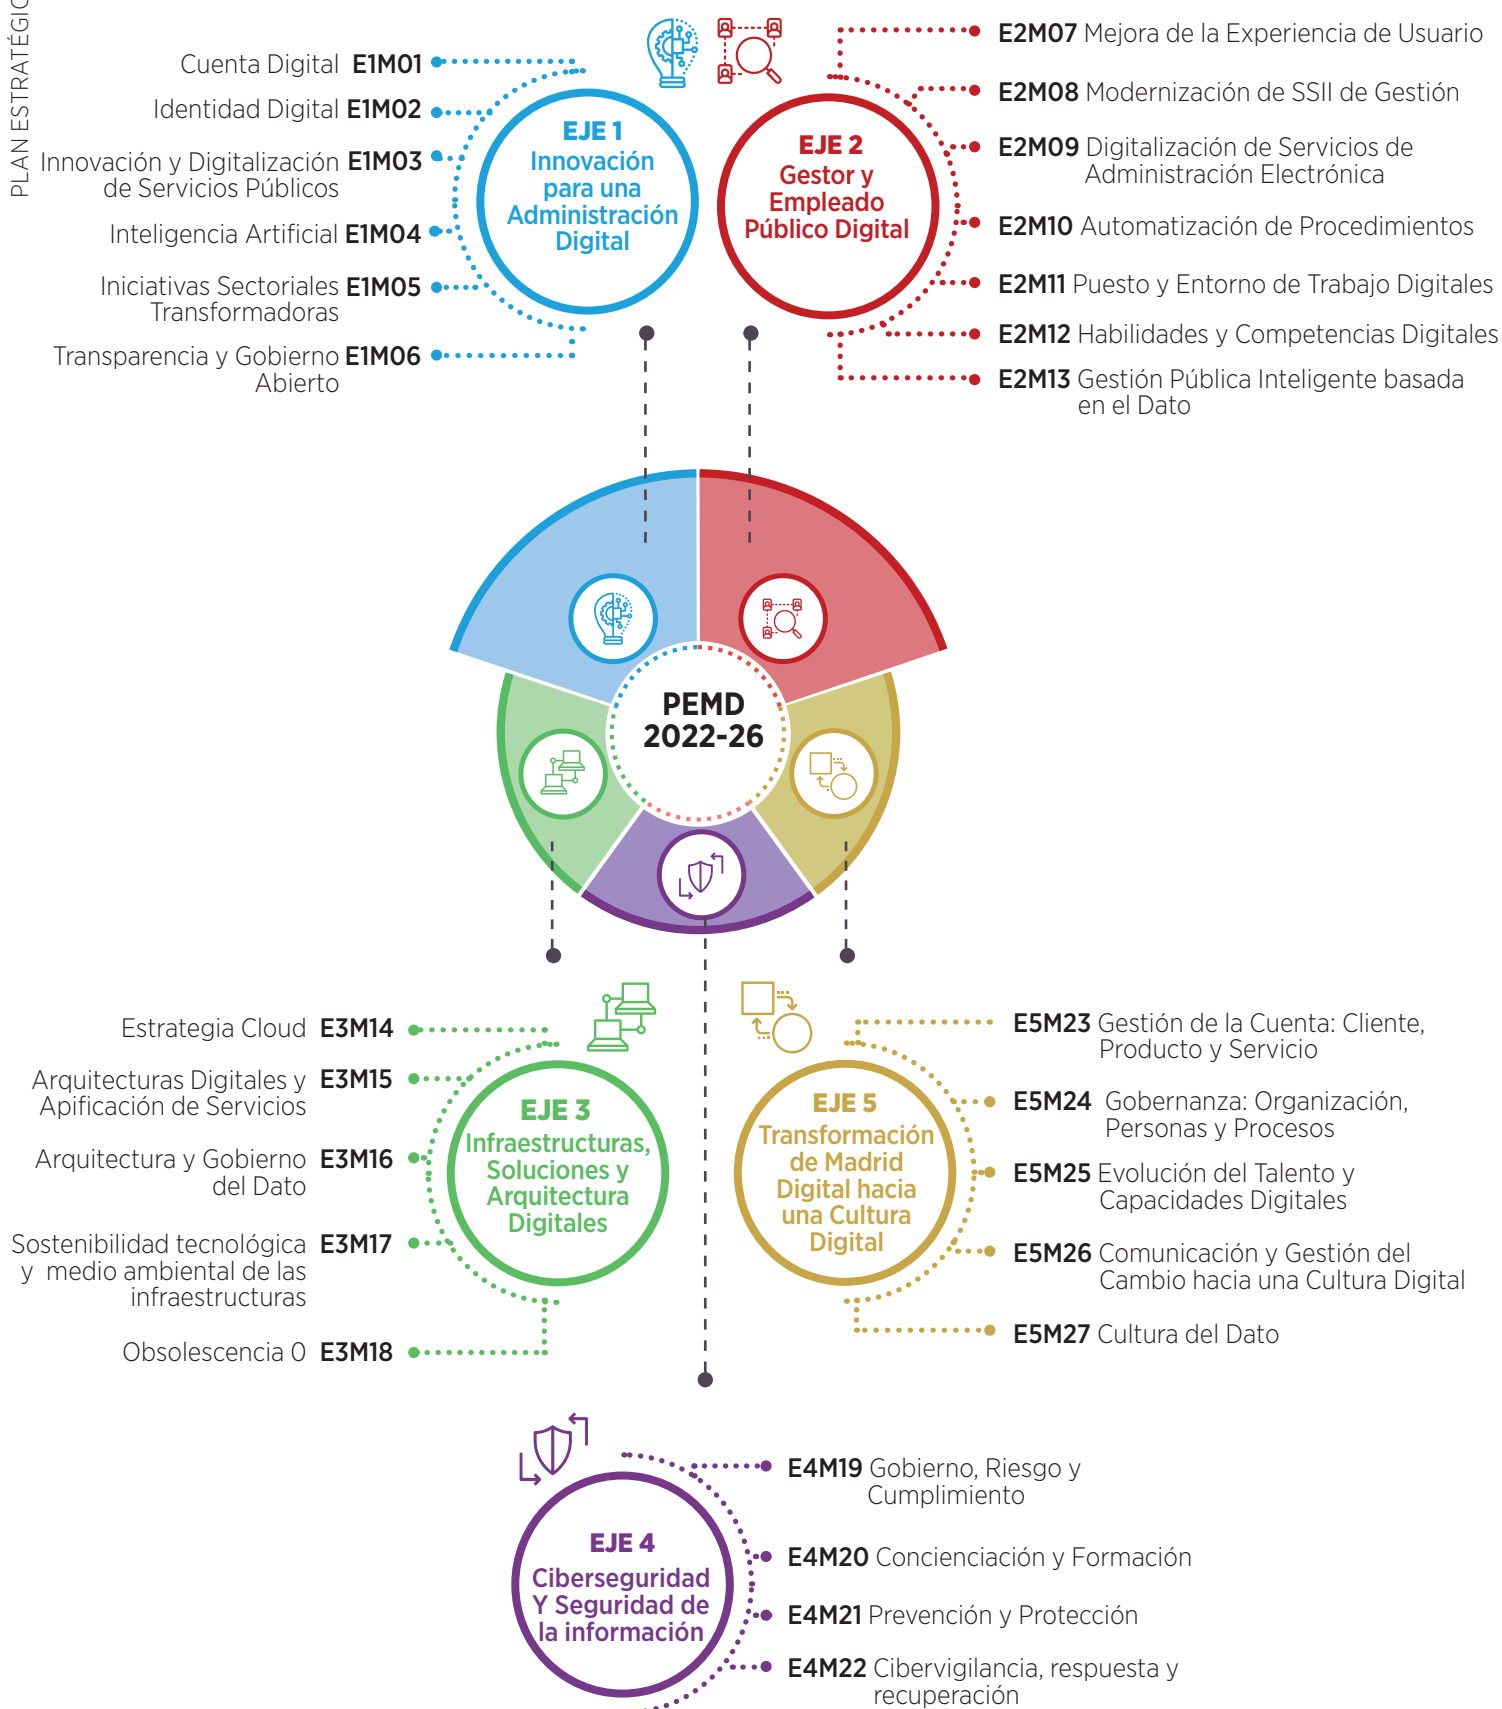 PLAN ESTRATÉGIC
Cuenta Digital E1M01
Identidad Digital E1M02
Innovación y Digitalización E1M03
de Servicios Públicos
Inteligencia Artificial E1M04
Iniciativas Sectoriales E1M05
Transformadoras
Transparencia y Gobierno E1M06
Abierto
EJE 1
Innovación
para una
Administración
Digital
EJE 2
Gestor y
Empleado
Público Digital
E2M07 Mejora de la Experiencia de Usuario
E2M08 Modernización de SSII de Gestión
E2M09 Digitalización de Servicios de
Administración Electrónica
E2M10 Automatización de Procedimientos
E2M11 Puesto y Entorno de Trabajo Digitales
E2M12 Habilidades y Competencias Digitales
E2M13 Gestión Pública Inteligente basada
en el Dato
PEMD
2022-26
Estrategia Cloud E3M14
Arquitecturas Digitales y E3M15
Apificación de Servicios
Arquitectura y Gobierno E3M16
del Dato
Sostenibilidad tecnológica E3M17
y medio ambiental de las
infraestructuras
Obsolescencia 0 E3M18
EJE 3
Infraestructuras,
Soluciones y
Arquitectura
Digitales
EJE 5
Transformación
de Madrid
Digital hacia
una Cultura
Digital
E5M23 Gestión de la Cuenta: Cliente,
Producto y Servicio
E5M24 Gobernanza: Organización,
Personas y Procesos
E5M25 Evolución del Talento y
Capacidades Digitales
E5M26 Comunicación y Gestión del
Cambio hacia una Cultura Digital
E5M27 Cultura del Dato
EJE 4
Ciberseguridad
Y Seguridad de
la información
E4M19 Gobierno, Riesgo y
Cumplimiento
E4M20 Concienciación y Formación
E4M21 Prevención y Protección
E4M22 Cibervigilancia, respuesta y
recuperación